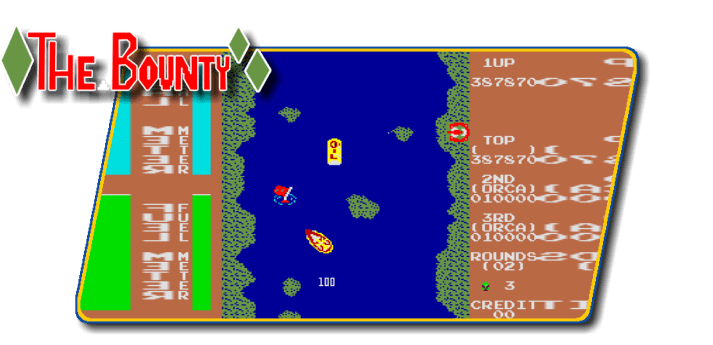 THE BOUNTY
METER
FUEL
METER
OIL
100
1UP
387870
TOP
( )
387870
2ND
(ORCA)
010000
3RD
(ORCA)
010000
ROUNDS
(02)
3
CREDIT
00